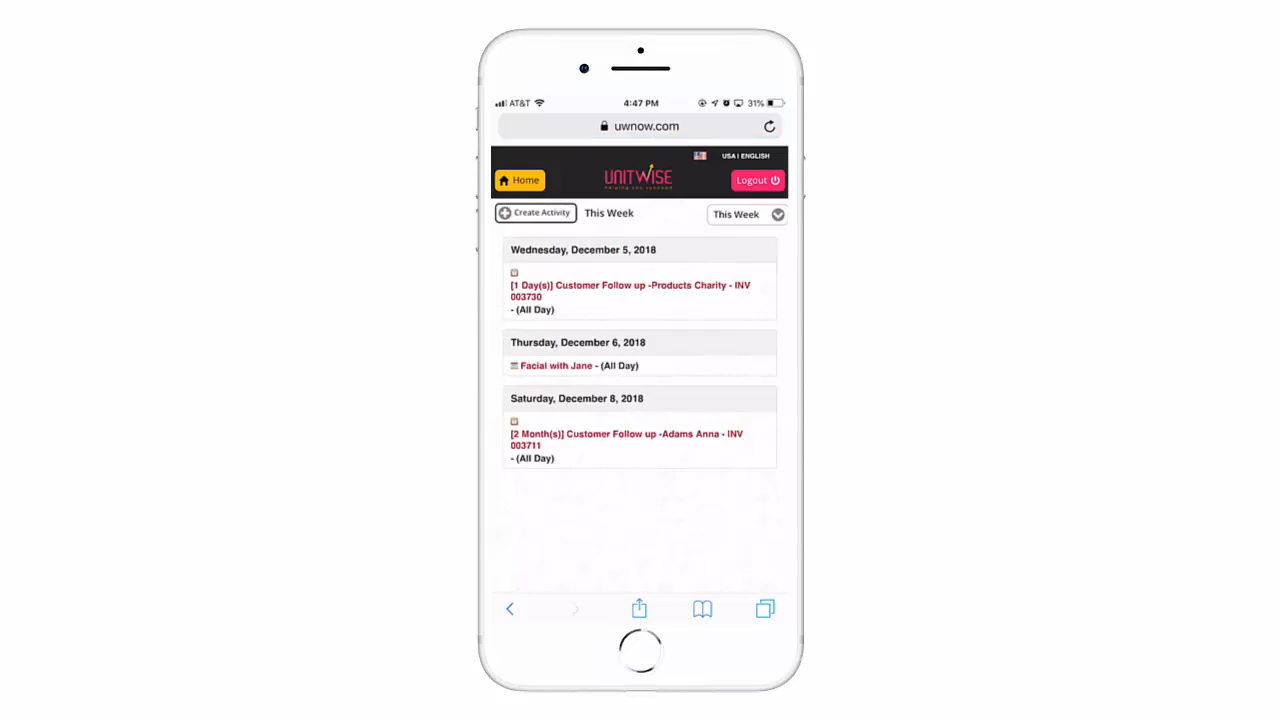 AT&T 4:47 PM 31%
uwnow.com
USA | ENGLISH
Home UNITWISE Logout
helping you succeed
Create Activity This Week This Week
Wednesday, December 5, 2018
[1 Day(s)] Customer Follow up -Products Charity - INV
003730
- (All Day)
Thursday, December 6, 2018
Facial with Jane - (All Day)
Saturday, December 8, 2018
[2 Month(s)] Customer Follow up -Adams Anna - INV
003711
- (All Day)